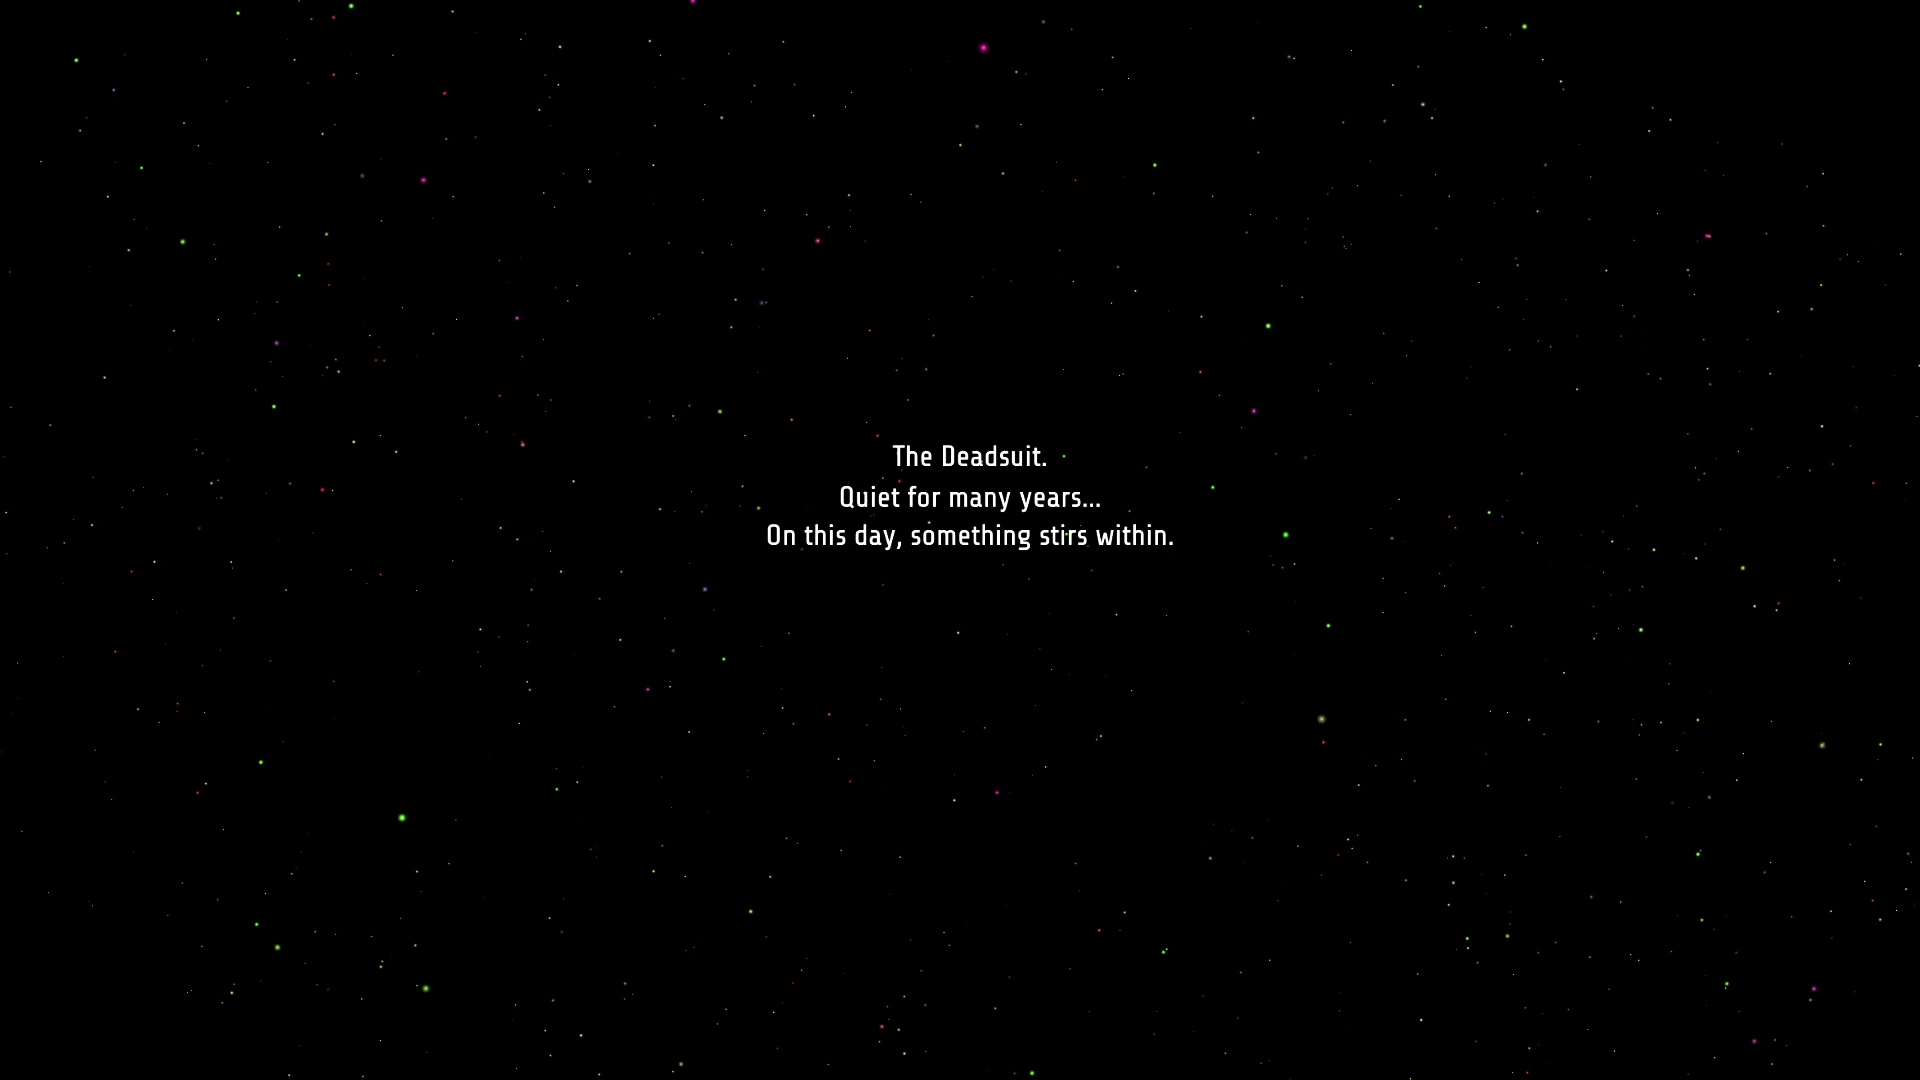 The Deadsuit.
Quiet for many years...
On this day, something stirs within.